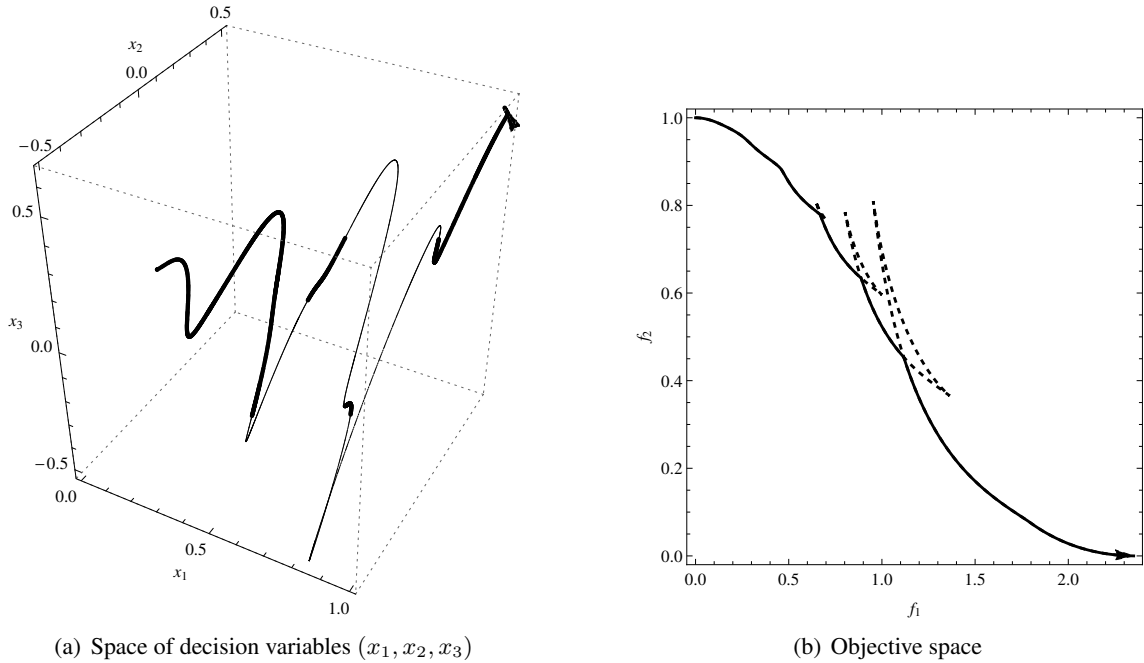 0.5
x₂
0.0
−0.5
0.5
x₃
0.0
−0.5
0.0
0.5
x₁
1.0
1.0
0.8
0.6
f₂
0.4
0.2
0.0
0.0 0.5 1.0 1.5 2.0
f₁
(a) Space of decision variables (x₁, x₂, x₃)
(b) Objective space